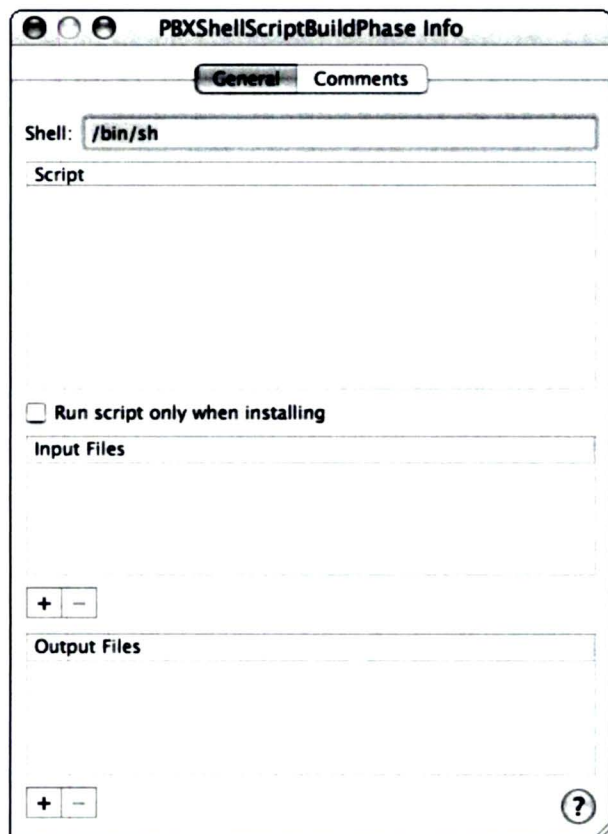 PBXShellScriptBuildPhase Info
General Comments
Shell: /bin/sh
Script
Run script only when installing
Input Files
+ −
Output Files
+ −
?